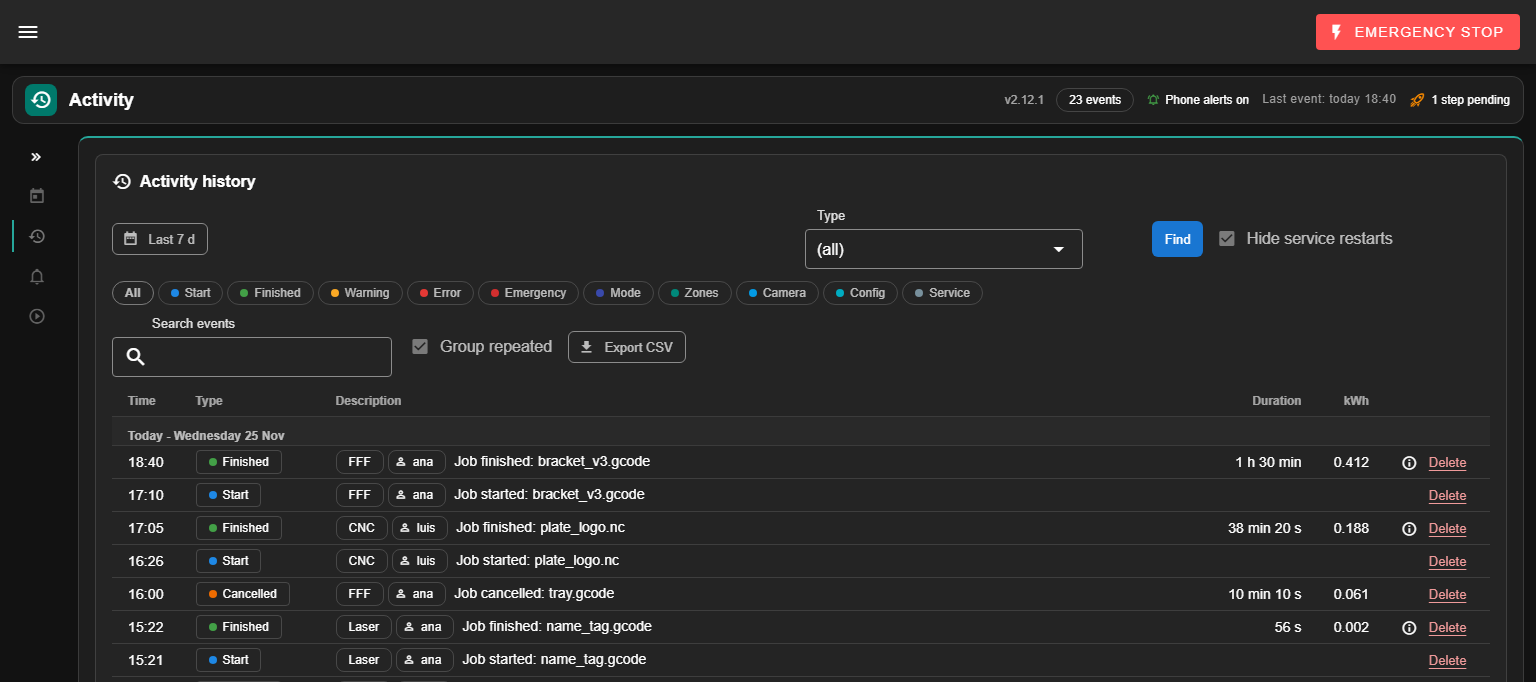 EMERGENCY STOP
Activity v2.12.1 23 events Phone alerts on Last event: today 18:40 1 step pending
Activity history
Type
Last 7 d (all) Find Hide service restarts
All Start Finished Warning Error Emergency Mode Zones Camera Config Service
Search events
Group repeated Export CSV
Time Type Description Duration kWh
Today - Wednesday 25 Nov
18:40 Finished FFF ana Job finished: bracket_v3.gcode 1 h 30 min 0.412 Delete
17:10 Start FFF ana Job started: bracket_v3.gcode Delete
17:05 Finished CNC luis Job finished: plate_logo.nc 38 min 20 s 0.188 Delete
16:26 Start CNC luis Job started: plate_logo.nc Delete
16:00 Cancelled FFF ana Job cancelled: tray.gcode 10 min 10 s 0.061 Delete
15:22 Finished Laser ana Job finished: name_tag.gcode 56 s 0.002 Delete
15:21 Start Laser ana Job started: name_tag.gcode Delete